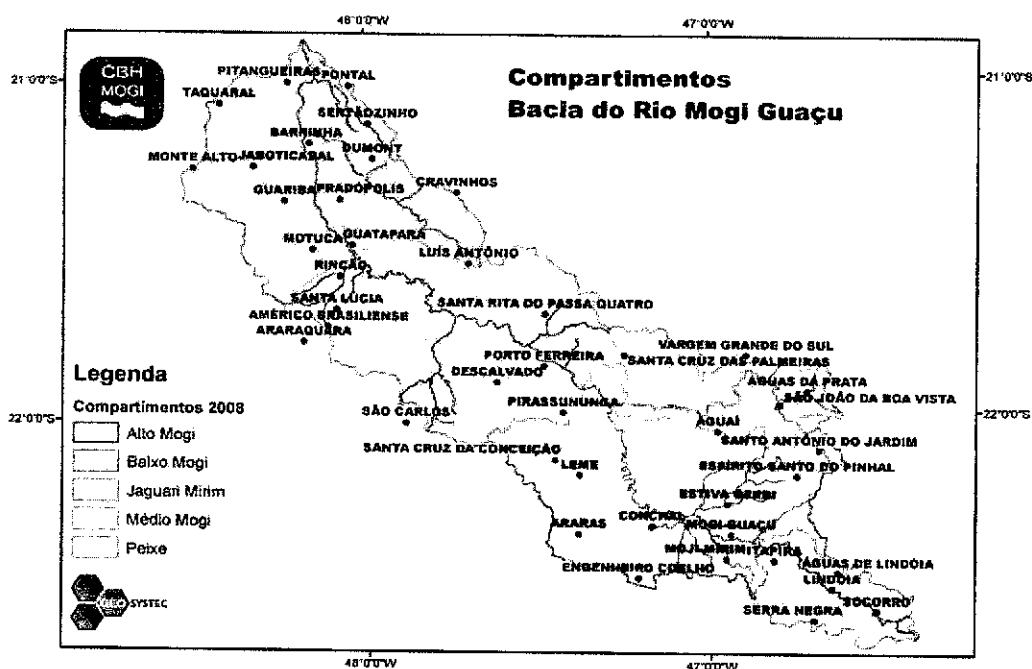 48°0'0"W 47°0'0"W
21°0'0"S 21°0'0"S
CBH
MOGI
Compartimentos
Bacia do Rio Mogi Guaçu
PITANGUEIRAS PONTAL
TAQUARAL
SERTÃOZINHO
BARRINHA
DUMONT
MONTE ALTO JABOTICABAL
CRAVINHOS
GUARIBA PRADÓPOLIS
MOTUCA GUATAPARÁ
LUÍS ANTÔNIO
RINCÃO
SANTA LÚCIA
SANTA RITA DO PASSA QUATRO
AMÉRICO BRASILIENSE
ARARAQUARA
VARGEM GRANDE DO SUL
PORTO FERREIRA SANTA CRUZ DAS PALMEIRAS
DESCALVADO
ÁGUAS DA PRATA
PIRASSUNUNGA SÃO JOÃO DA BOA VISTA
SÃO CARLOS
22°0'0"S 22°0'0"S
AGUAÍ
SANTO ANTÔNIO DO JARDIM
SANTA CRUZ DA CONCEIÇÃO
LEME
ESPÍRITO SANTO DO PINHAL
ESTIVA GERBI
ARARAS CONCHAL MOGI-GUAÇU
MOJI-MIRIM ITAPIRA
ENGENHEIRO COELHO
ÁGUAS DE LINDÓIA
LINDÓIA
SERRA NEGRA SOCORRO
Legenda
Compartimentos 2008
Alto Mogi
Baixo Mogi
Jaguari Mirim
Médio Mogi
Peixe
GEO SYSTEC
48°0'0"W 47°0'0"W